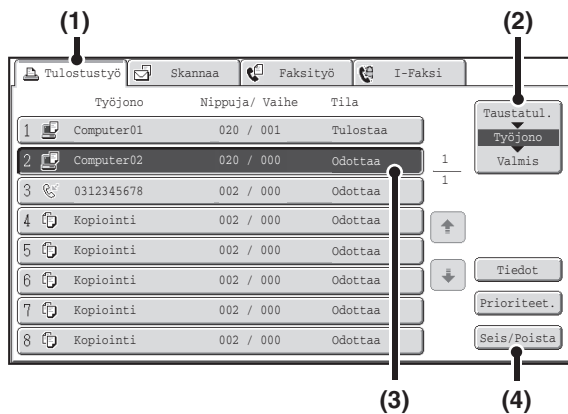 (1) (2)
Tulostustyö Skannaa Faksityö I-Faksi
Työjono Nippuja/ Vaihe Tila
Taustatul.
Työjono
Valmis
1 Computer01 020 / 001 Tulostaa
2 Computer02 020 / 000 Odottaa
1
1
3 0312345678 002 / 000 Odottaa
4 Kopiointi 002 / 000 Odottaa
5 Kopiointi 002 / 000 Odottaa
6 Kopiointi 002 / 000 Odottaa
Tiedot
7 Kopiointi 002 / 000 Odottaa
Prioriteet.
8 Kopiointi 002 / 000 Odottaa
Seis/Poista
(3) (4)